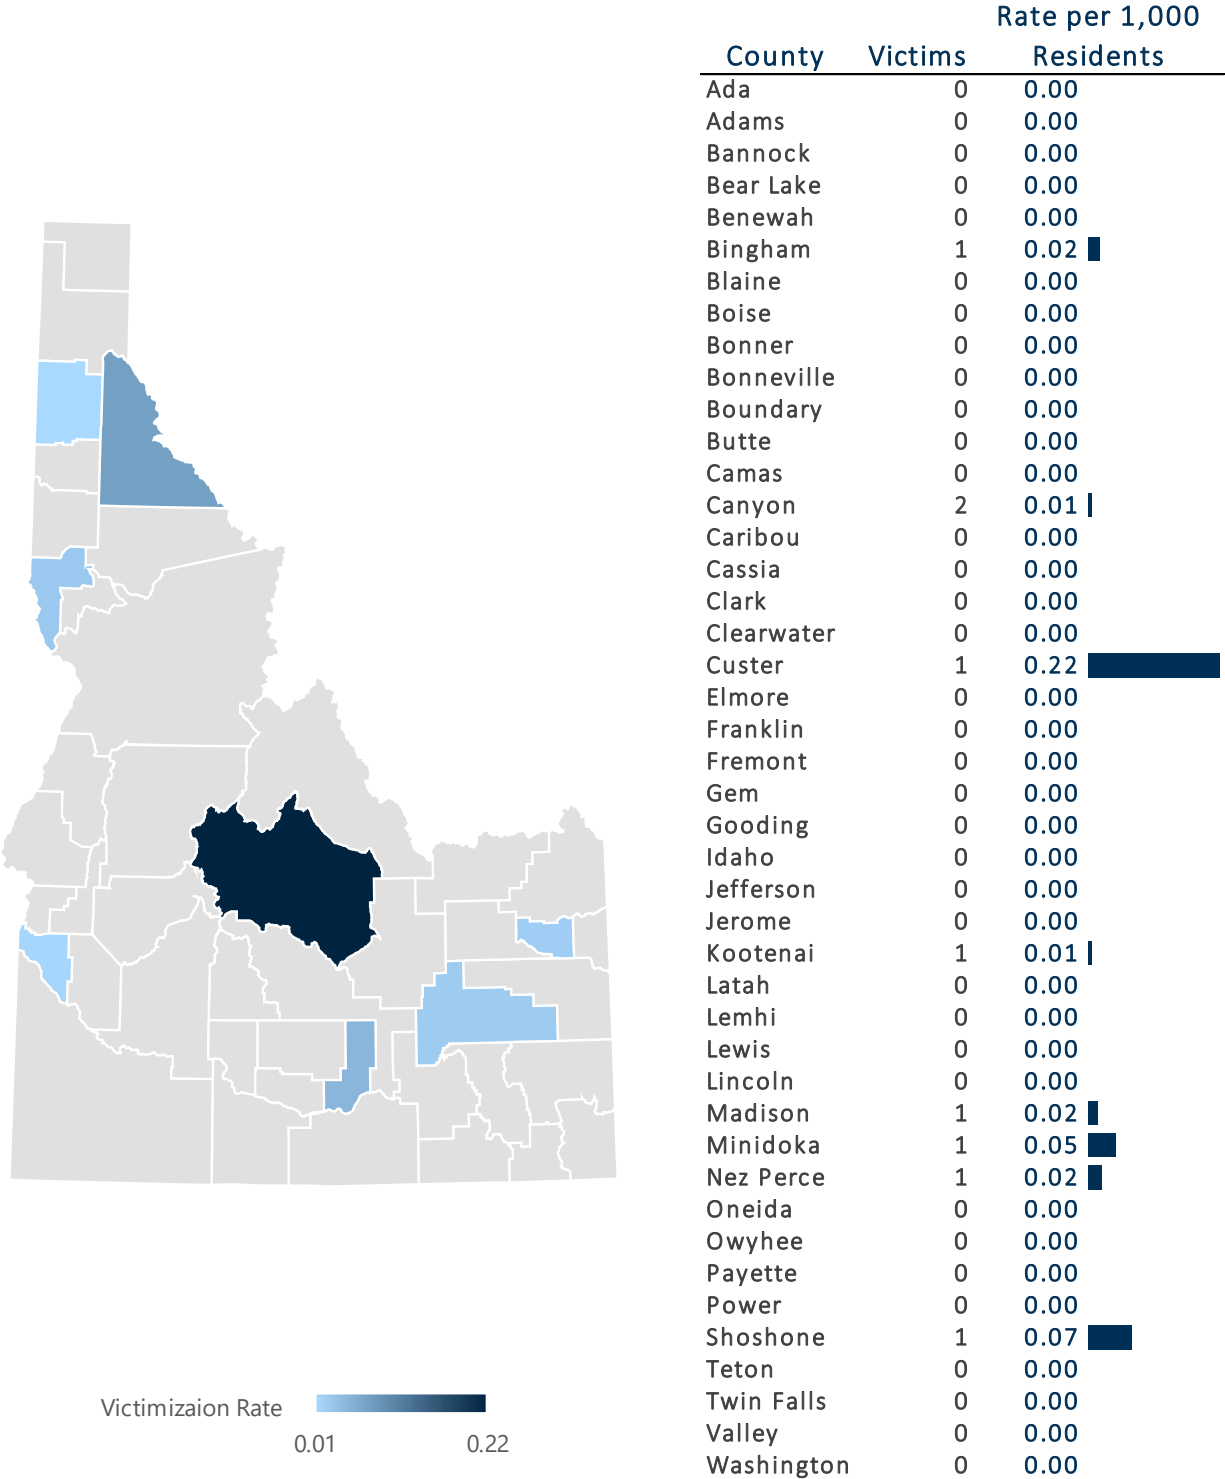 Rate per 1,000
County Victims Residents
Ada 0 0.00
Adams 0 0.00
Bannock 0 0.00
Bear Lake 0 0.00
Benewah 0 0.00
Bingham 1 0.02
Blaine 0 0.00
Boise 0 0.00
Bonner 0 0.00
Bonneville 0 0.00
Boundary 0 0.00
Butte 0 0.00
Camas 0 0.00
Canyon 2 0.01
Caribou 0 0.00
Cassia 0 0.00
Clark 0 0.00
Clearwater 0 0.00
Custer 1 0.22
Elmore 0 0.00
Franklin 0 0.00
Fremont 0 0.00
Gem 0 0.00
Gooding 0 0.00
Idaho 0 0.00
Jefferson 0 0.00
Jerome 0 0.00
Kootenai 1 0.01
Latah 0 0.00
Lemhi 0 0.00
Lewis 0 0.00
Lincoln 0 0.00
Madison 1 0.02
Minidoka 1 0.05
Nez Perce 1 0.02
Oneida 0 0.00
Owyhee 0 0.00
Payette 0 0.00
Power 0 0.00
Shoshone 1 0.07
Teton 0 0.00
Twin Falls 0 0.00
Valley 0 0.00
Washington 0 0.00
Victimizaion Rate
0.01 0.22